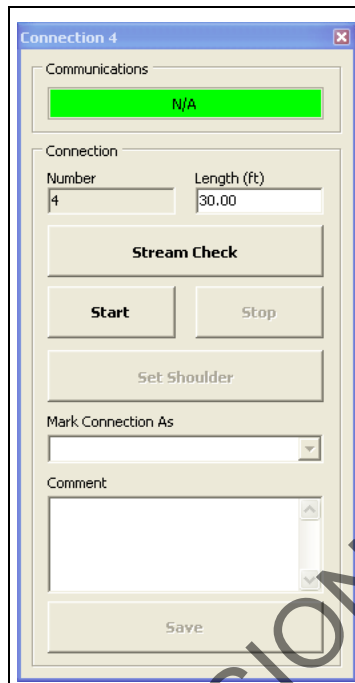 Connection 4
Communications
N/A
Connection
Number Length (ft)
4 30.00
Stream Check
Start Stop
Set Shoulder
Mark Connection As
Comment
Save